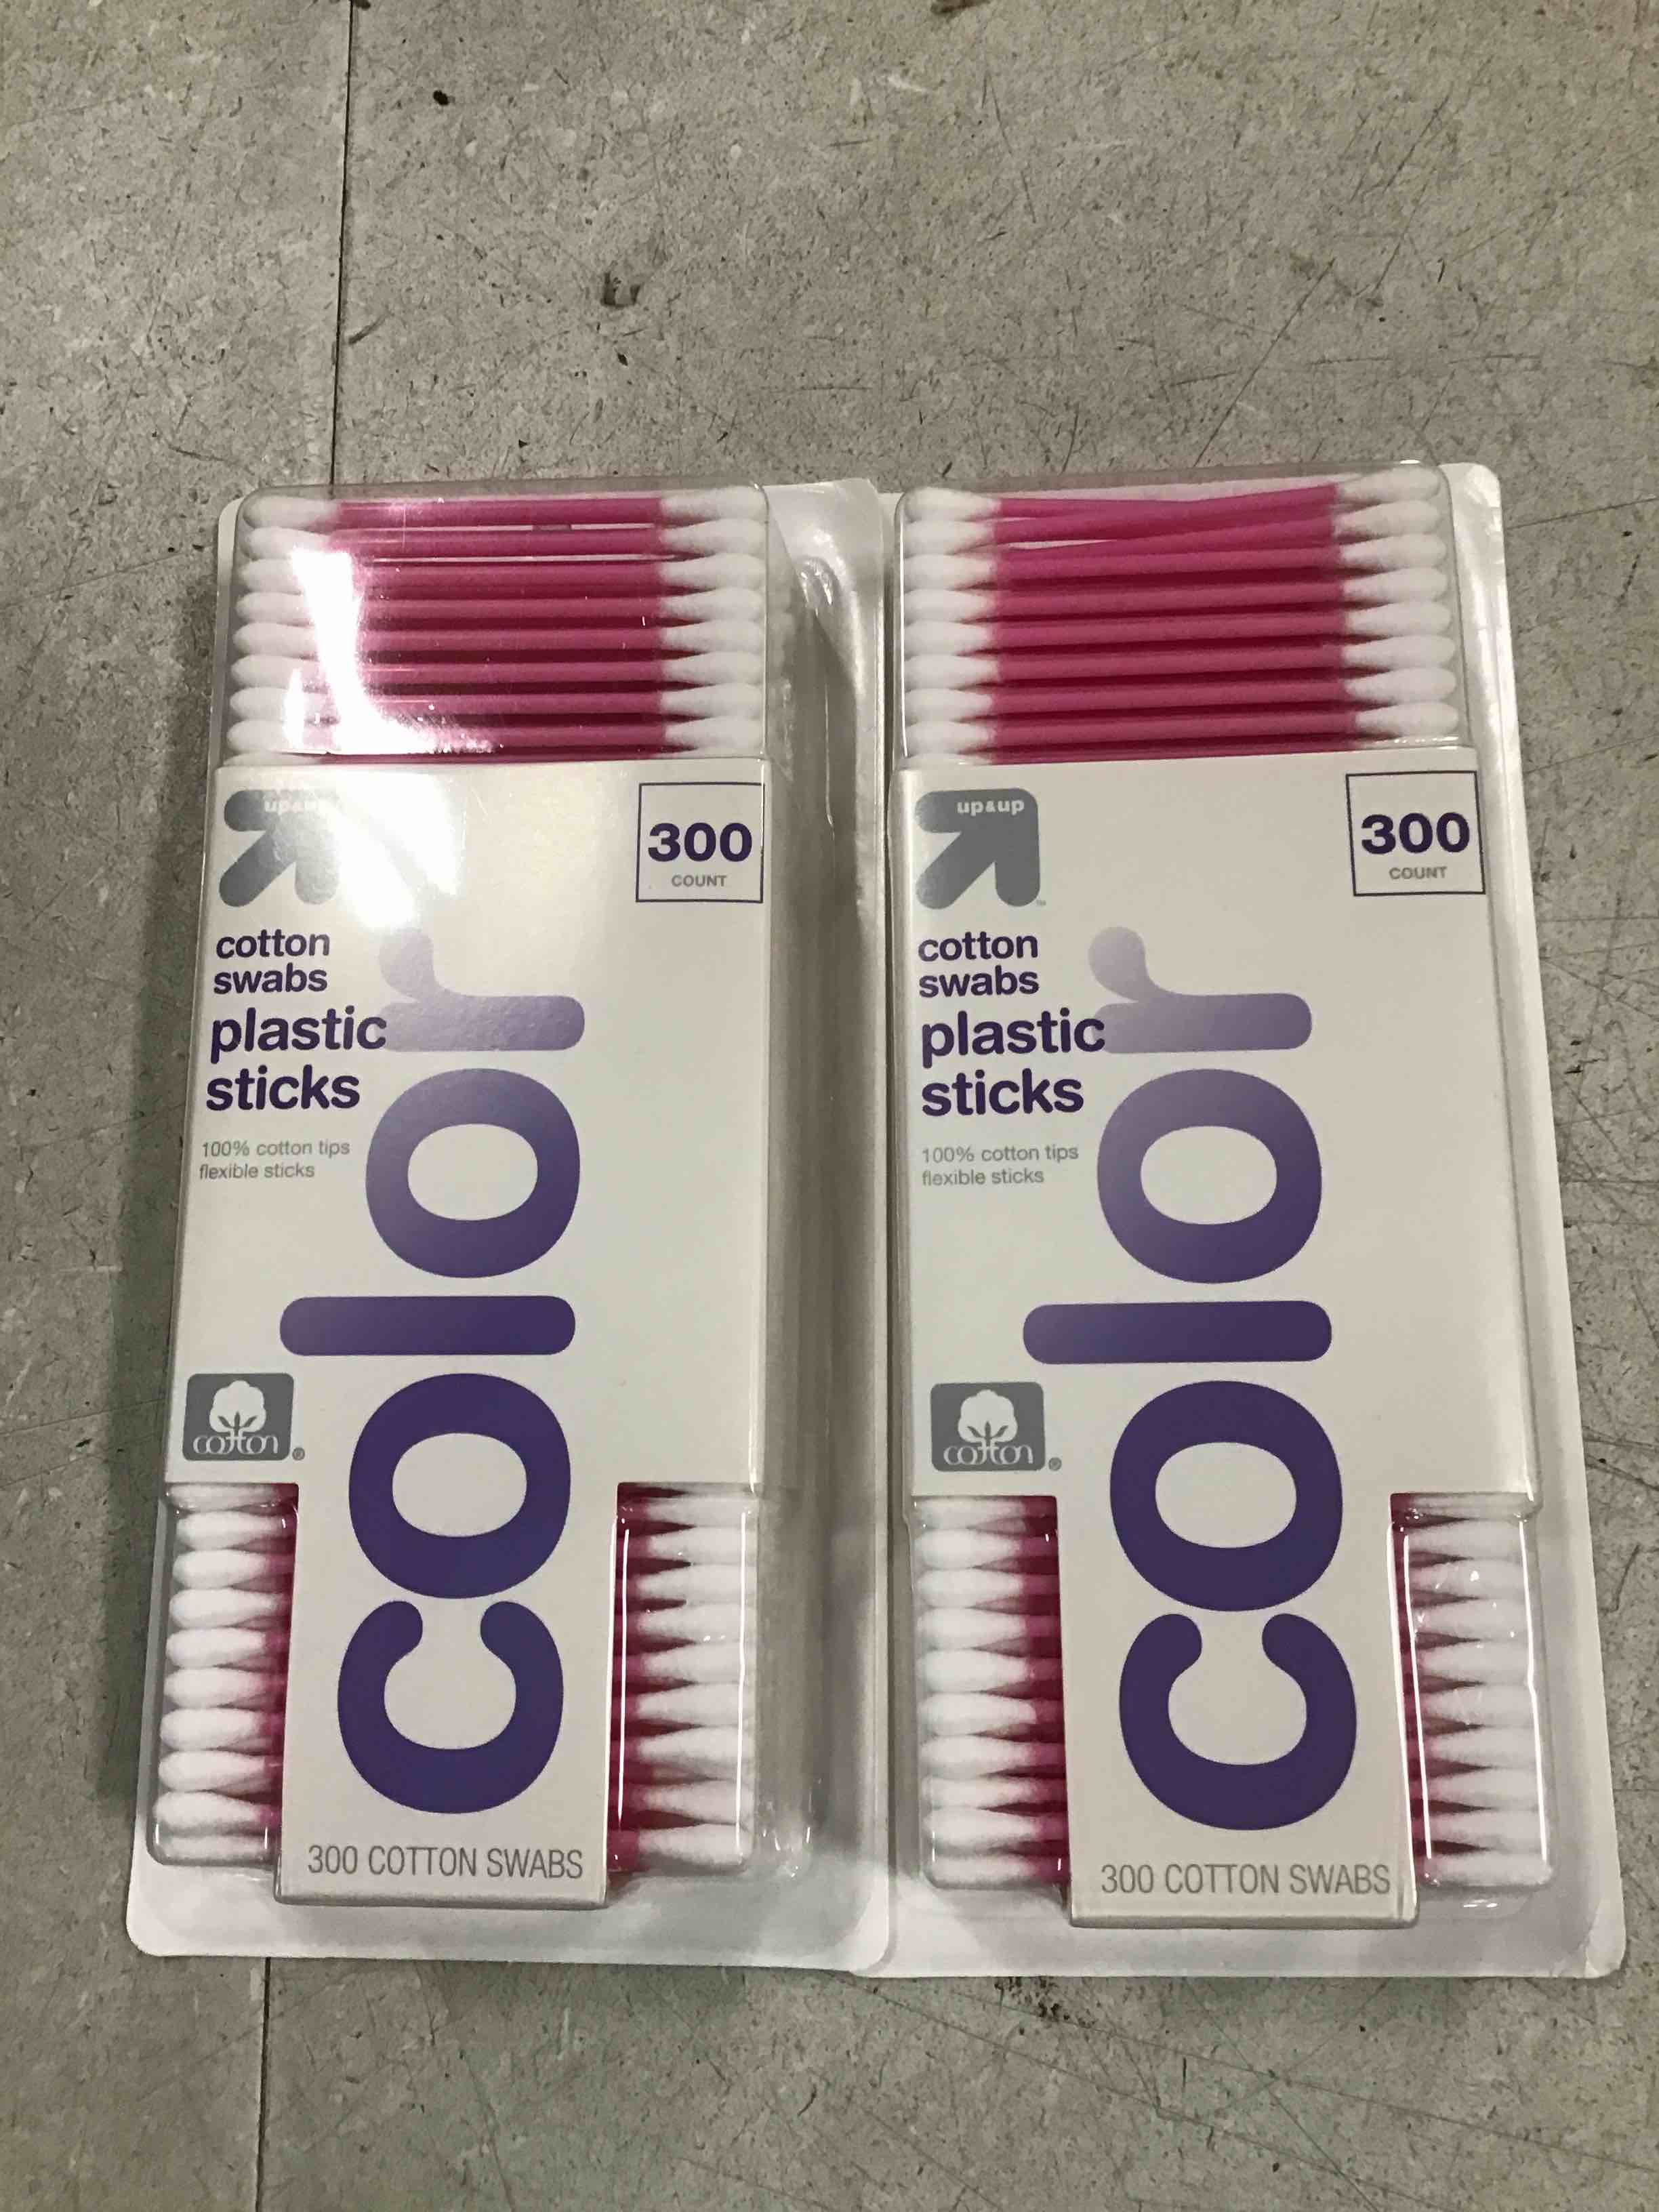 up&up
300
COUNT
cotton
swabs
plastic
sticks
100% cotton tips
flexible sticks
color
cotton
®
300 COTTON SWABS
up&up
™
300
COUNT
cotton
swabs
plastic
sticks
100% cotton tips
flexible sticks
color
cotton
®
300 COTTON SWABS